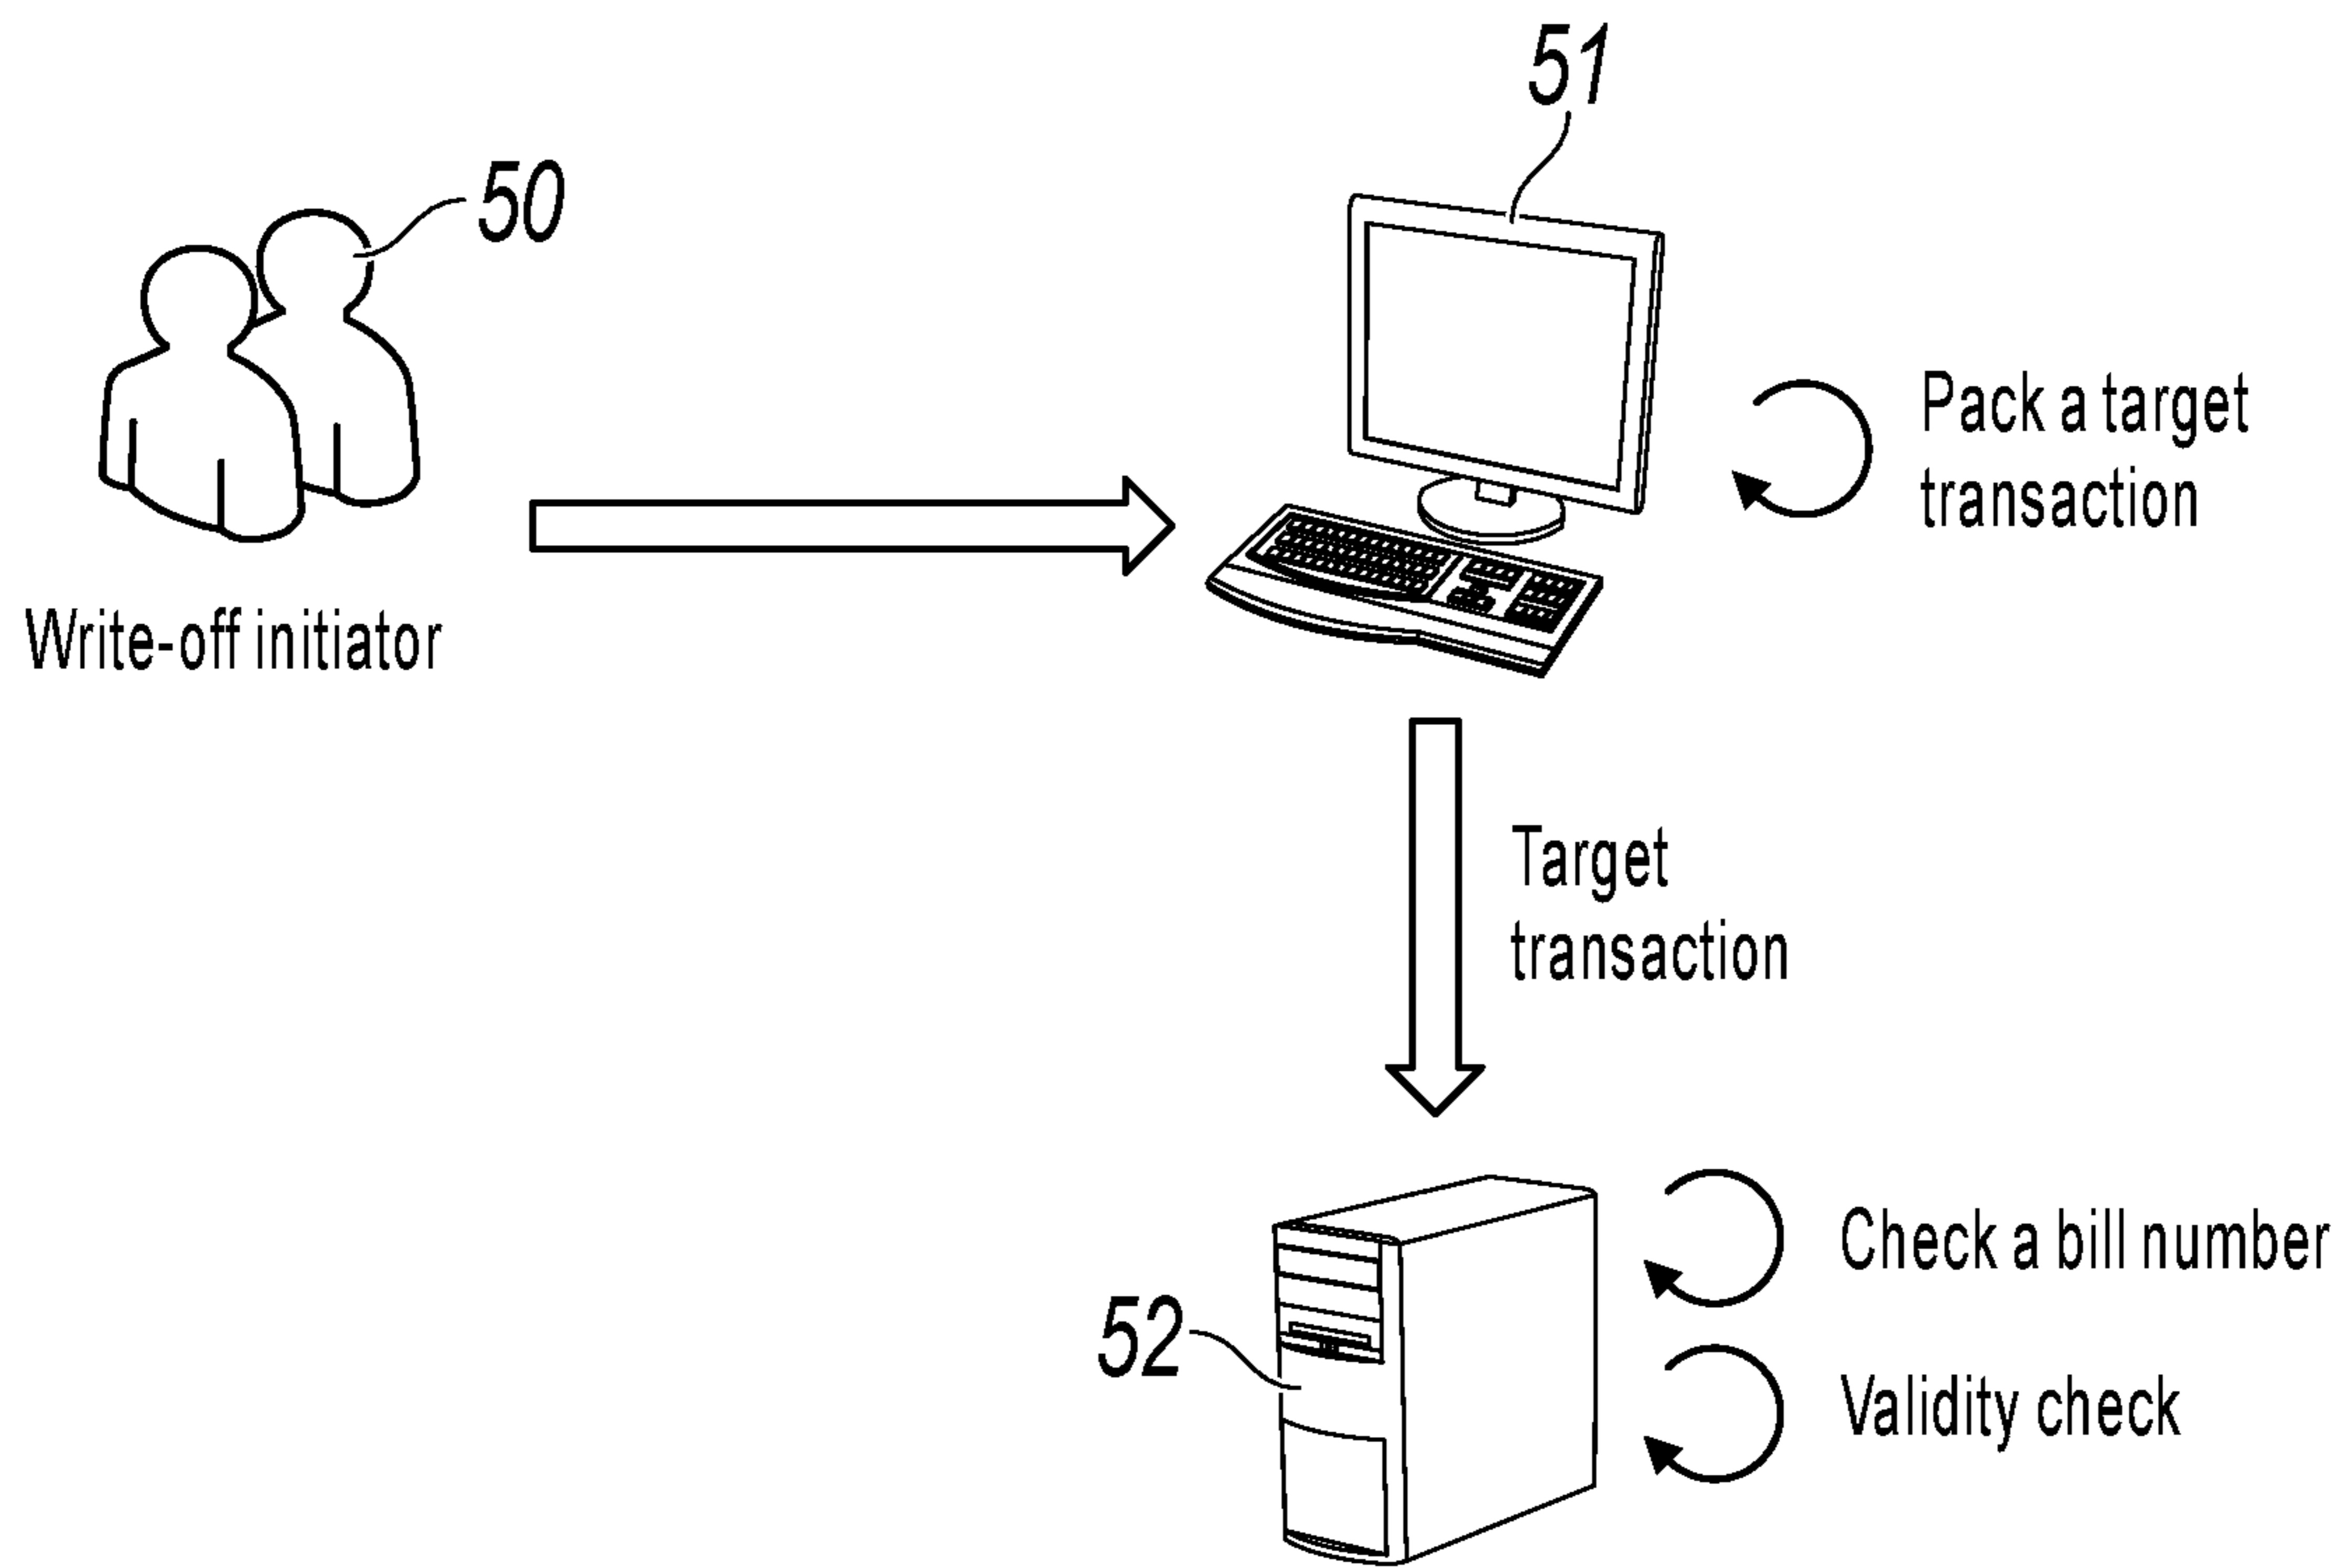 51
50
Pack a target
transaction
Write-off initiator
Target
transaction
Check a bill number
52
Validity check